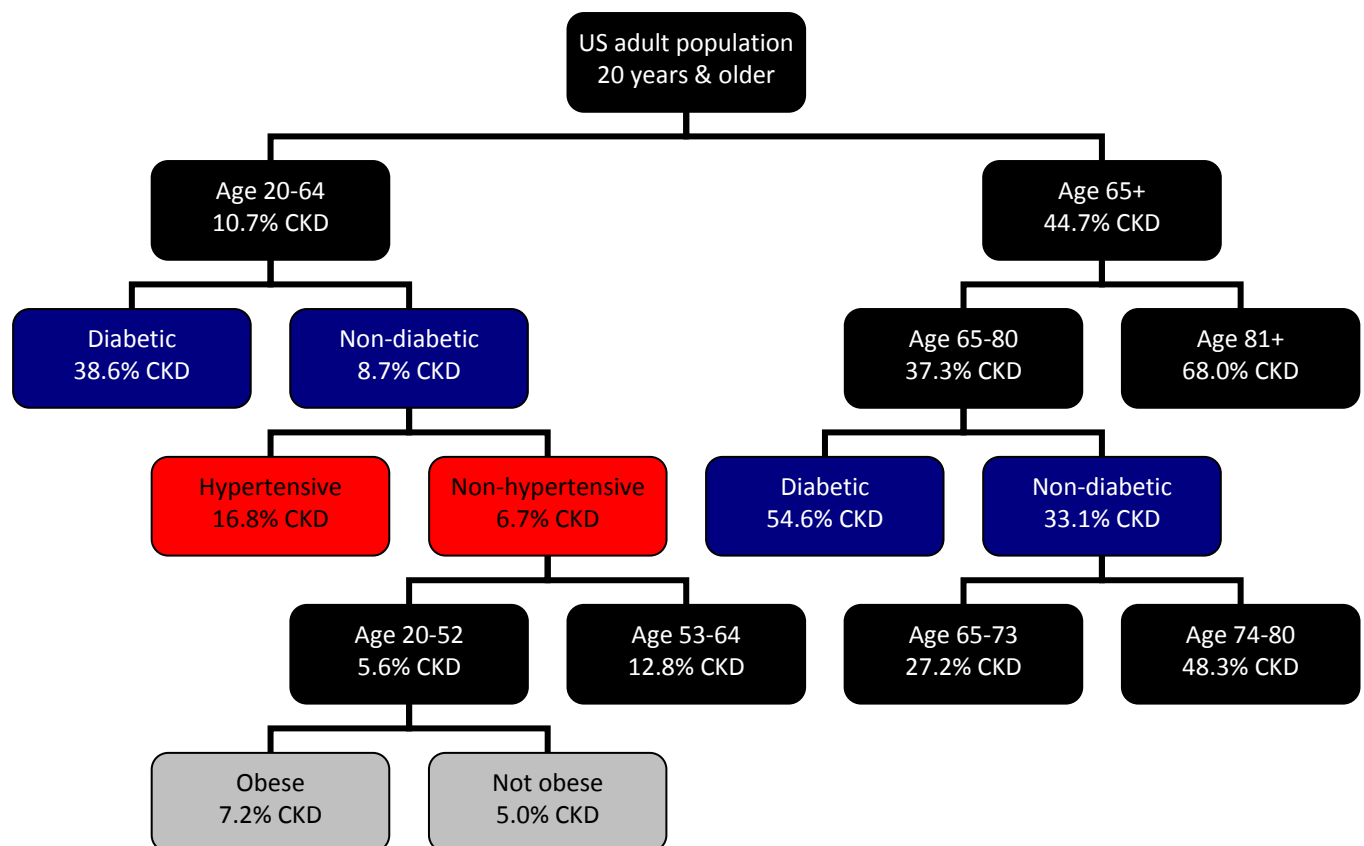 US adult population
20 years & older
Age 20-64
10.7% CKD
Age 65+
44.7% CKD
Diabetic
38.6% CKD
Non-diabetic
8.7% CKD
Age 65-80
37.3% CKD
Age 81+
68.0% CKD
Hypertensive
16.8% CKD
Non-hypertensive
6.7% CKD
Diabetic
54.6% CKD
Non-diabetic
33.1% CKD
Age 20-52
5.6% CKD
Age 53-64
12.8% CKD
Age 65-73
27.2% CKD
Age 74-80
48.3% CKD
Obese
7.2% CKD
Not obese
5.0% CKD